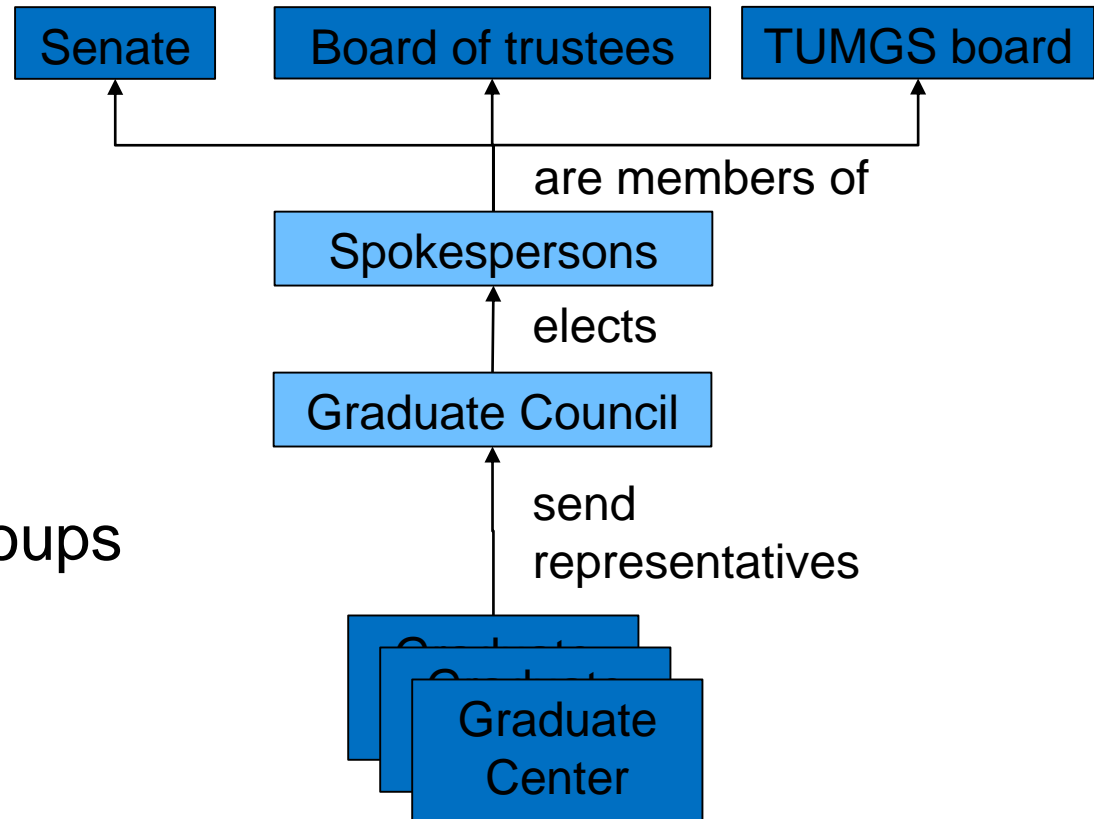 Senate
Board of trustees
TUMGS board
are members of
Spokespersons
elects
Graduate Council
send
representatives
Graduate
Center